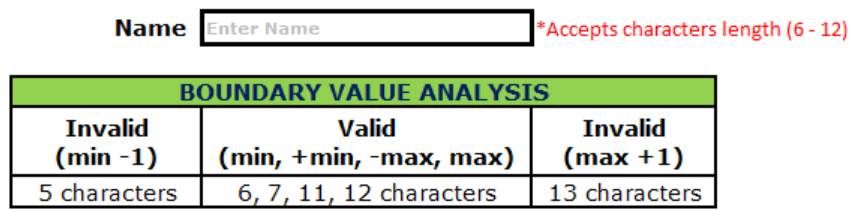 Name Enter Name *Accepts characters length (6 - 12)
BOUNDARY VALUE ANALYSIS
Invalid Valid Invalid
(min -1) (min, +min, -max, max) (max +1)
5 characters 6, 7, 11, 12 characters 13 characters